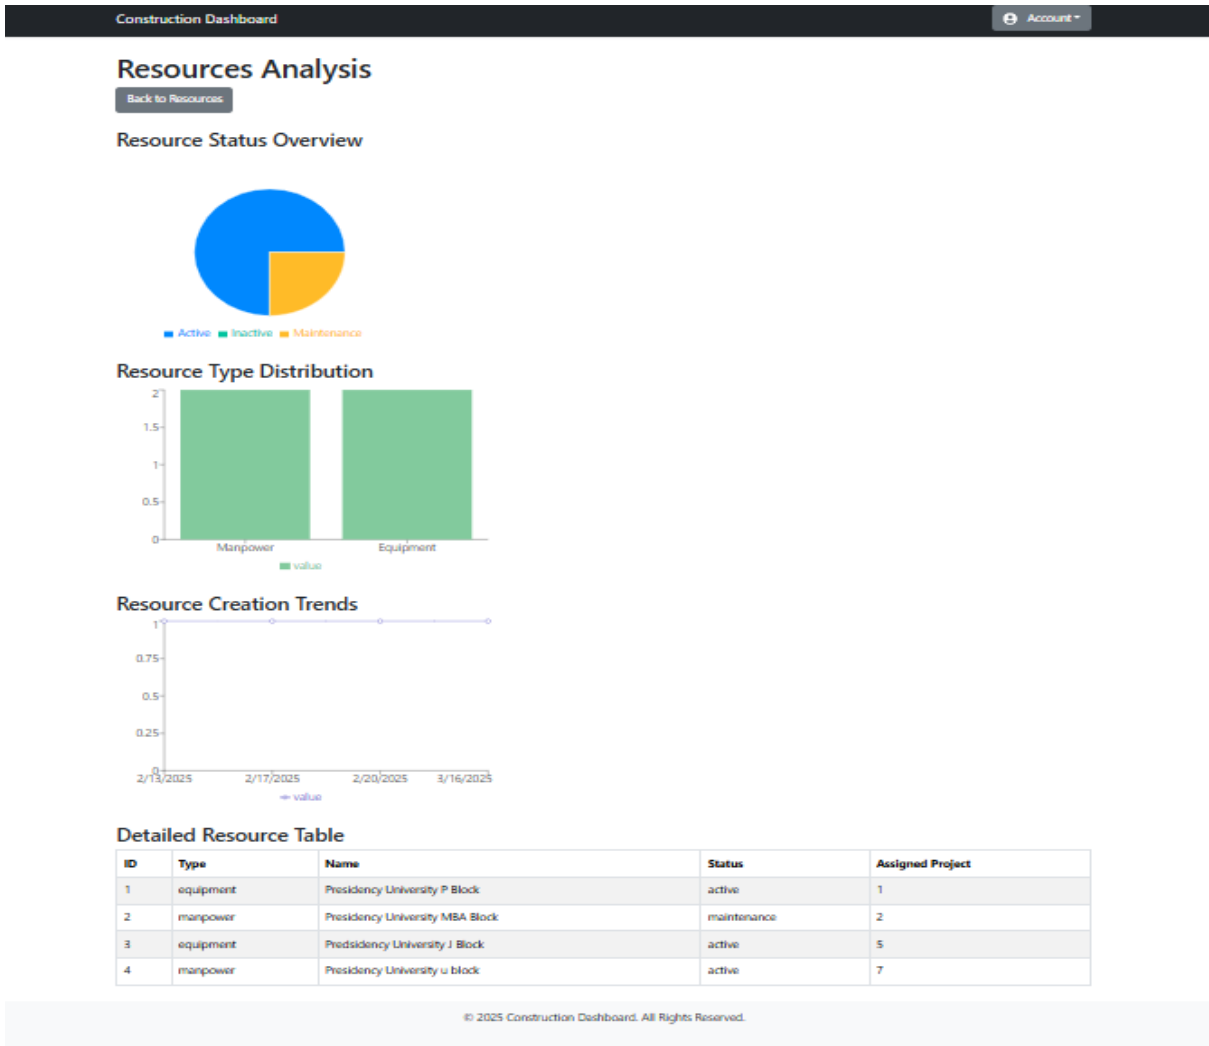 Construction Dashboard Account
Resources Analysis
Back to Resources
Resource Status Overview
Active Inactive Maintenance
Resource Type Distribution
2
1.5
1
0.5
0
Manpower Equipment
value
Resource Creation Trends
1
0.75
0.5
0.25
0
2/13/2025 2/17/2025 2/20/2025 3/16/2025
value
Detailed Resource Table
ID Type Name Status Assigned Project
1 equipment Presidency University P Block active 1
2 manpower Presidency University MBA Block maintenance 2
3 equipment Predsidency University J Block active 5
4 manpower Presidency University u block active 7
© 2025 Construction Dashboard. All Rights Reserved.